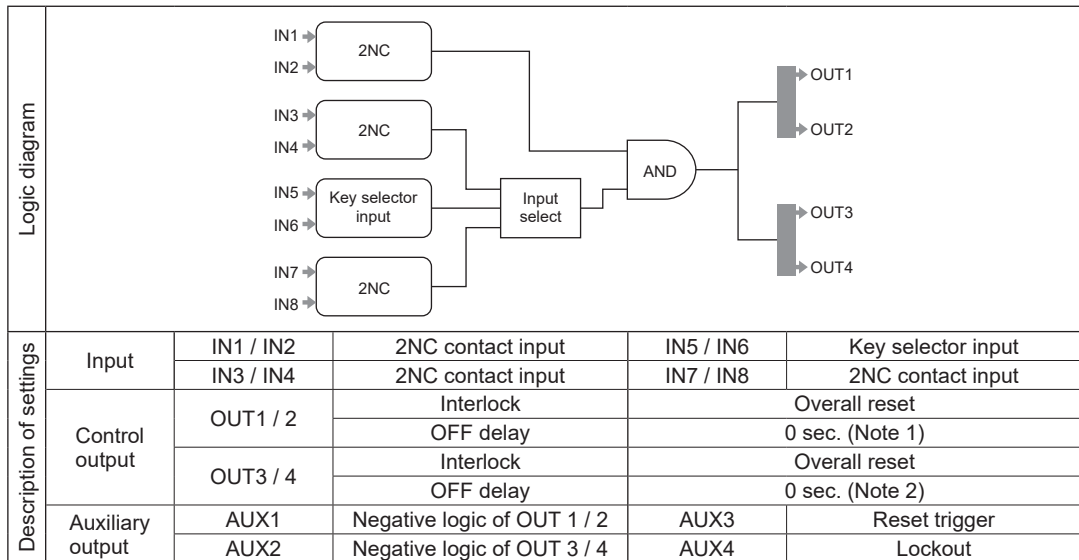 Logic diagram
IN1
IN2
2NC
IN3
IN4
2NC
IN5
IN6
Key selector
input
IN7
IN8
2NC
Input
select
AND
OUT1
OUT2
OUT3
OUT4
Description of settings
Input
IN1 / IN2 2NC contact input IN5 / IN6 Key selector input
IN3 / IN4 2NC contact input IN7 / IN8 2NC contact input
Control
output
OUT1 / 2
Interlock Overall reset
OFF delay 0 sec. (Note 1)
OUT3 / 4
Interlock Overall reset
OFF delay 0 sec. (Note 2)
Auxiliary
output
AUX1 Negative logic of OUT 1 / 2 AUX3 Reset trigger
AUX2 Negative logic of OUT 3 / 4 AUX4 Lockout